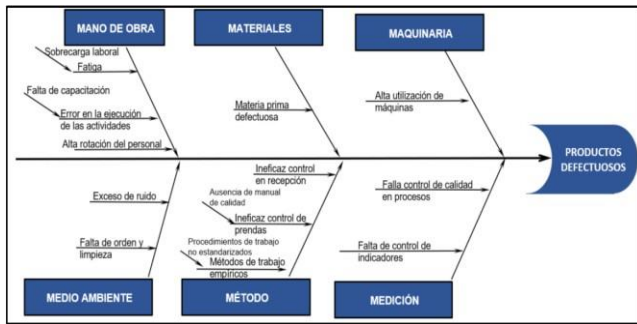 MANO DE OBRA
MATERIALES
MAQUINARIA
Sobrecarga laboral
Fatiga
Falta de capacitación
Error en la ejecución
de las actividades
Alta rotación del personal
Materia prima
defectuosa
Alta utilización de
máquinas
PRODUCTOS
DEFECTUOSOS
Exceso de ruido
Falta de orden y
limpieza
Ineficaz control
en recepción
Ausencia de manual
de calidad
Ineficaz control de
prendas
Procedimientos de trabajo
no estandarizados
Métodos de trabajo
empíricos
Falla control de calidad
en procesos
Falta de control de
indicadores
MEDIO AMBIENTE
MÉTODO
MEDICIÓN